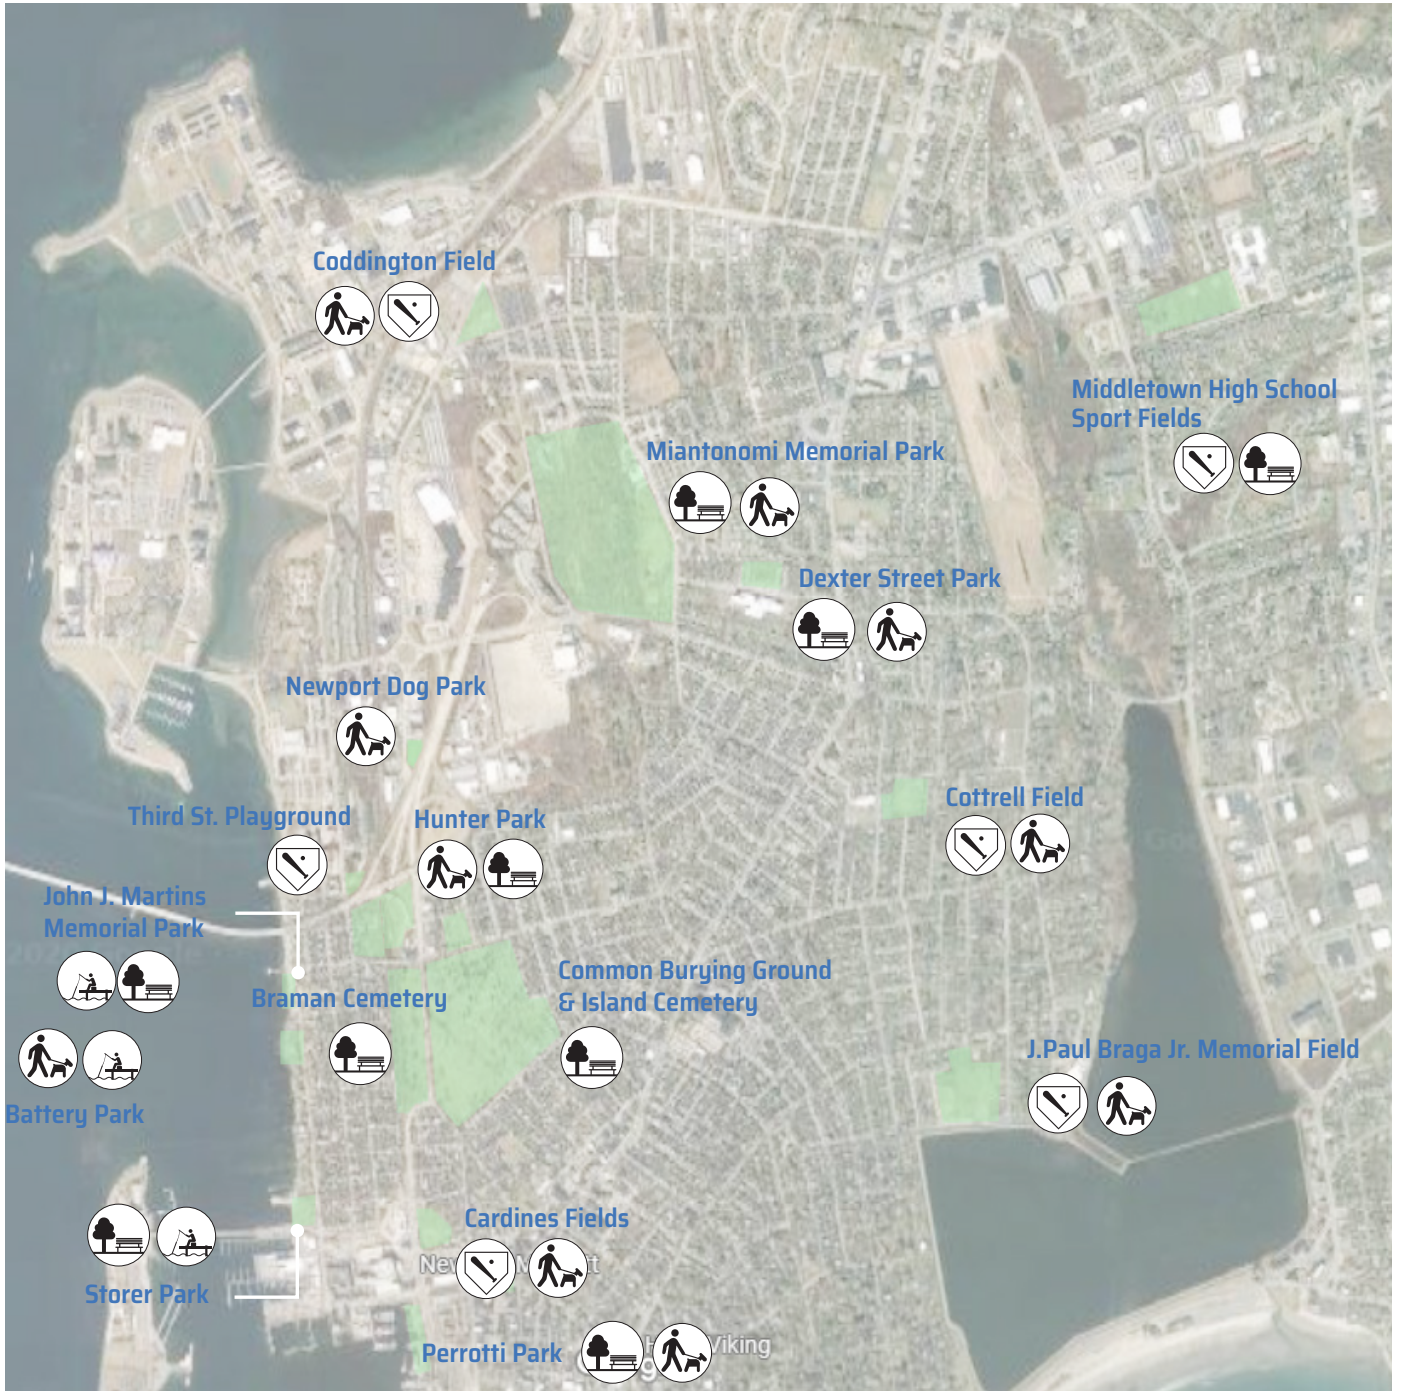 Coddington Field
Middletown High School
Sport Fields
Miantonomi Memorial Park
Dexter Street Park
Newport Dog Park
Cottrell Field
Third St. Playground
Hunter Park
John J. Martins
Memorial Park
Common Burying Ground
& Island Cemetery
Braman Cemetery
J.Paul Braga Jr. Memorial Field
Battery Park
Cardines Fields
Storer Park
Perrotti Park
Viking